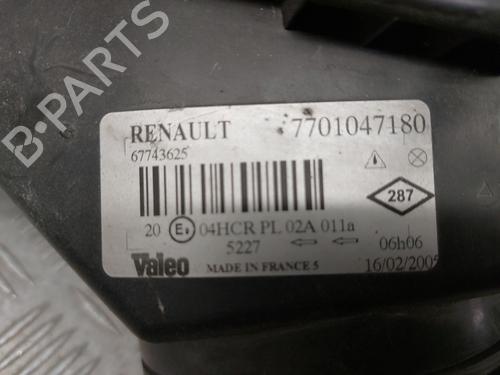 RENAULT 7701047180
67743625
287
20 E 04HCR PL 02A 011a
5227 06h06
Valeo MADE IN FRANCE 5 16/02/2005
B-PARTS